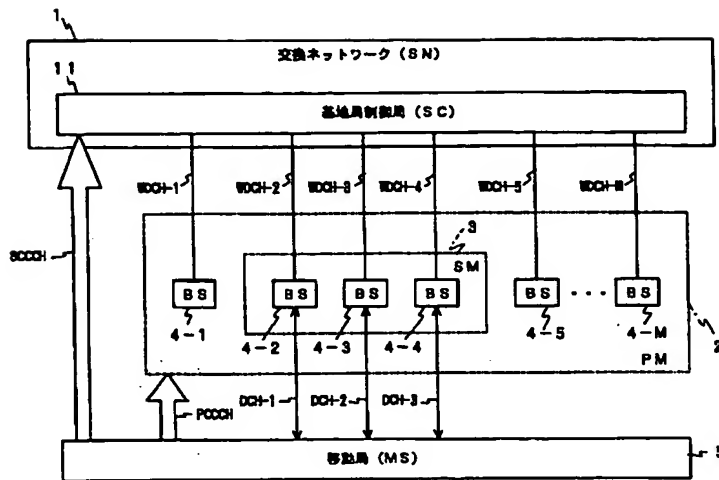 1
交換ネットワーク(SN)
11
基地局制御局(SC)
WDCH-1 WDCH-2 WDCH-3 WDCH-4 WDCH-5 WDCH-M
SCCCH
3
SM
BS BS BS BS BS ・・・ BS
4-1 4-2 4-3 4-4 4-5 4-M
2
PM
PCCCH DCH-1 DCH-2 DCH-3
移動局(MS)
5